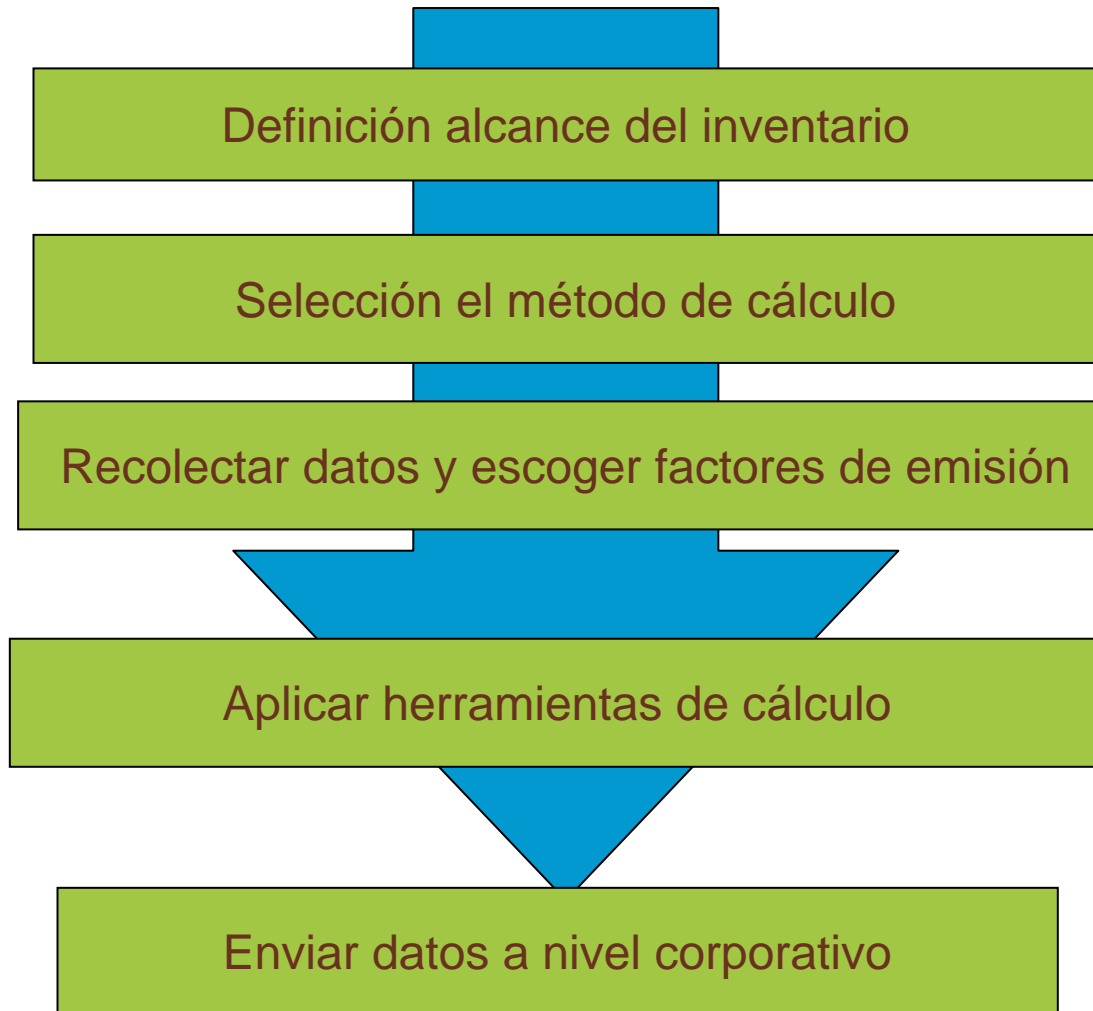 Definición alcance del inventario
Selección el método de cálculo
Recolectar datos y escoger factores de emisión
Aplicar herramientas de cálculo
Enviar datos a nivel corporativo